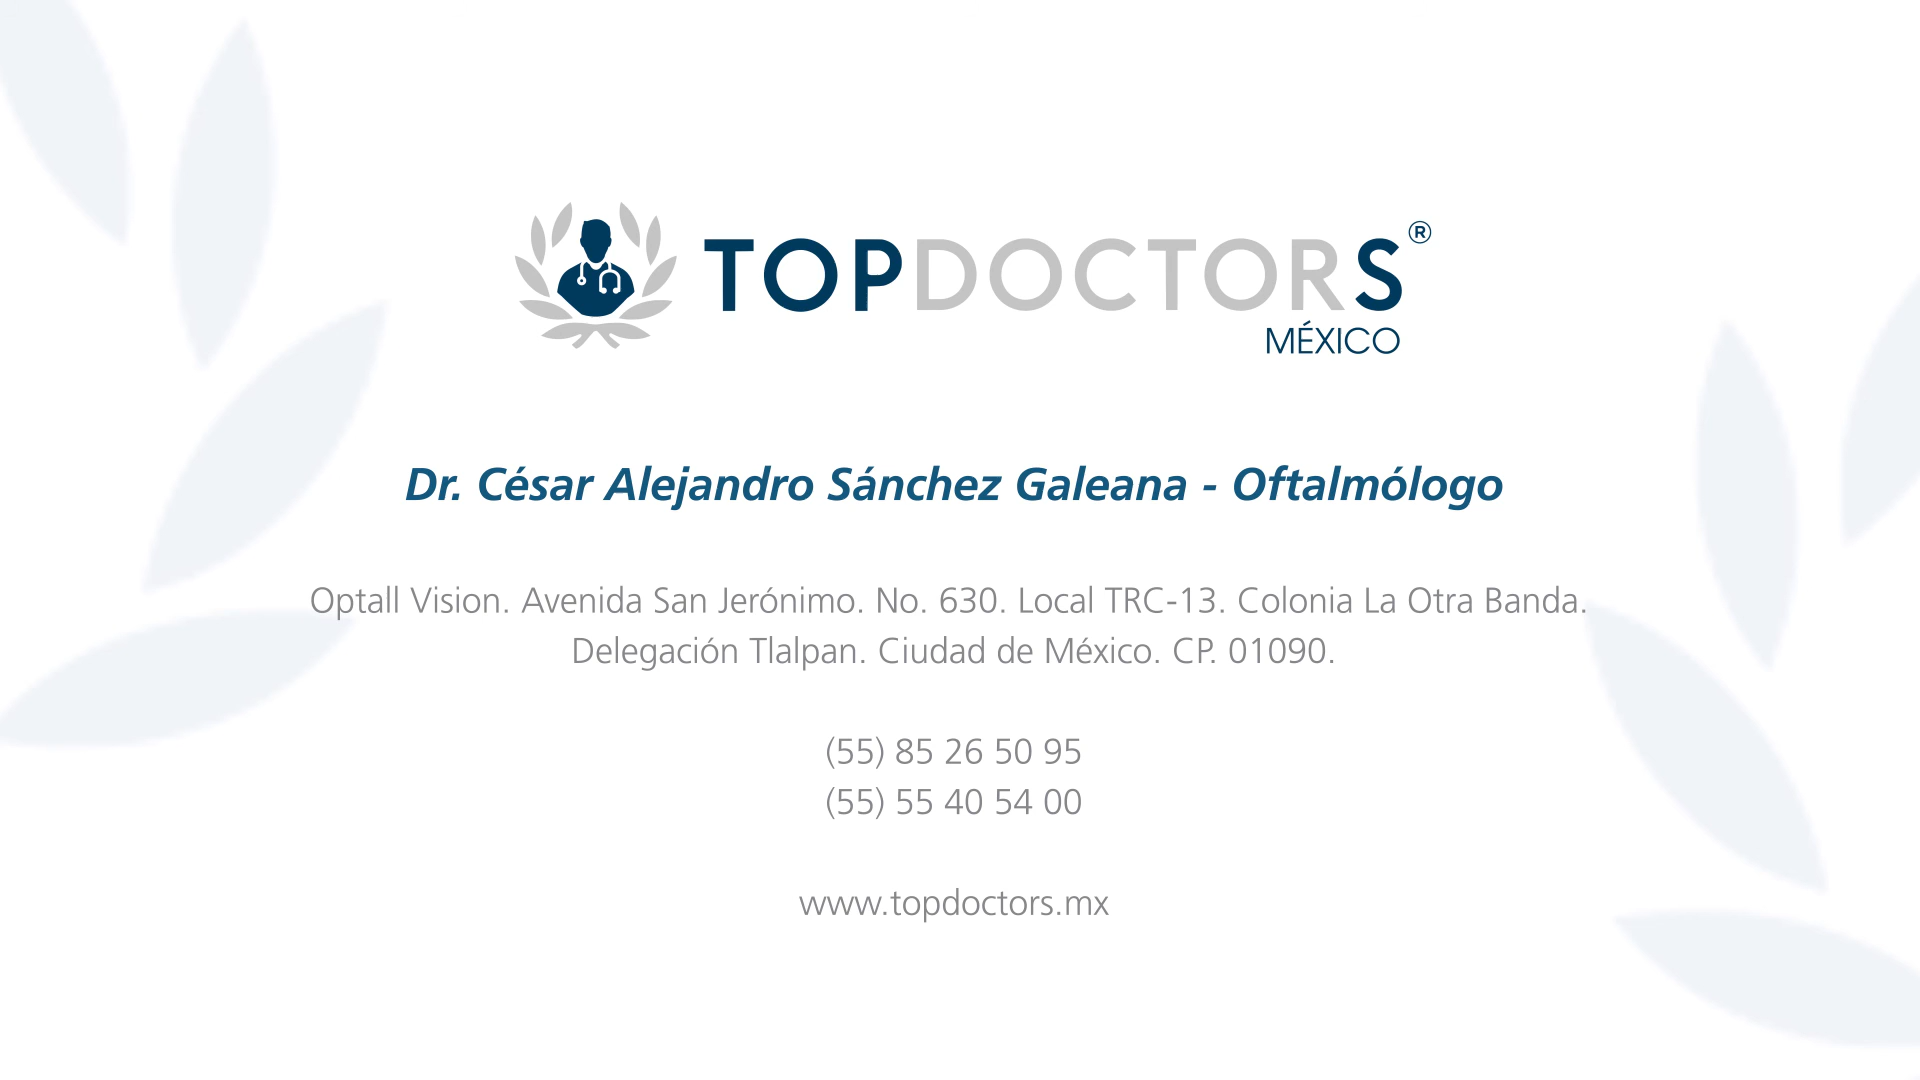 TOPDOCTORS®
MÉXICO
Dr. César Alejandro Sánchez Galeana - Oftalmólogo
Optall Vision. Avenida San Jerónimo. No. 630. Local TRC-13. Colonia La Otra Banda.
Delegación Tlalpan. Ciudad de México. CP. 01090.
(55) 85 26 50 95
(55) 55 40 54 00
www.topdoctors.mx